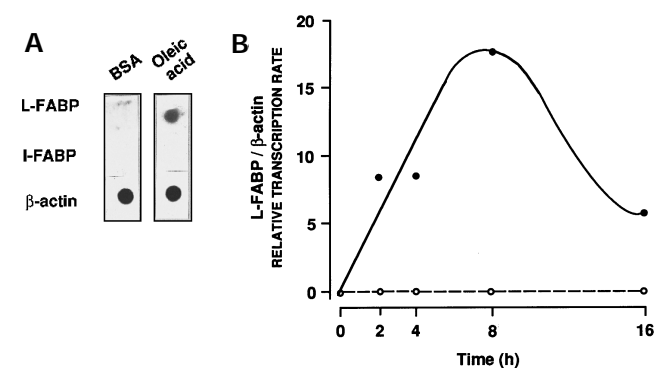 A
BSA
Oleic
acid
L-FABP
I-FABP
β-actin
B
L-FABP / β-actin
RELATIVE TRANSCRIPTION RATE
20
15
10
5
0
0 2 4 8 16
Time (h)